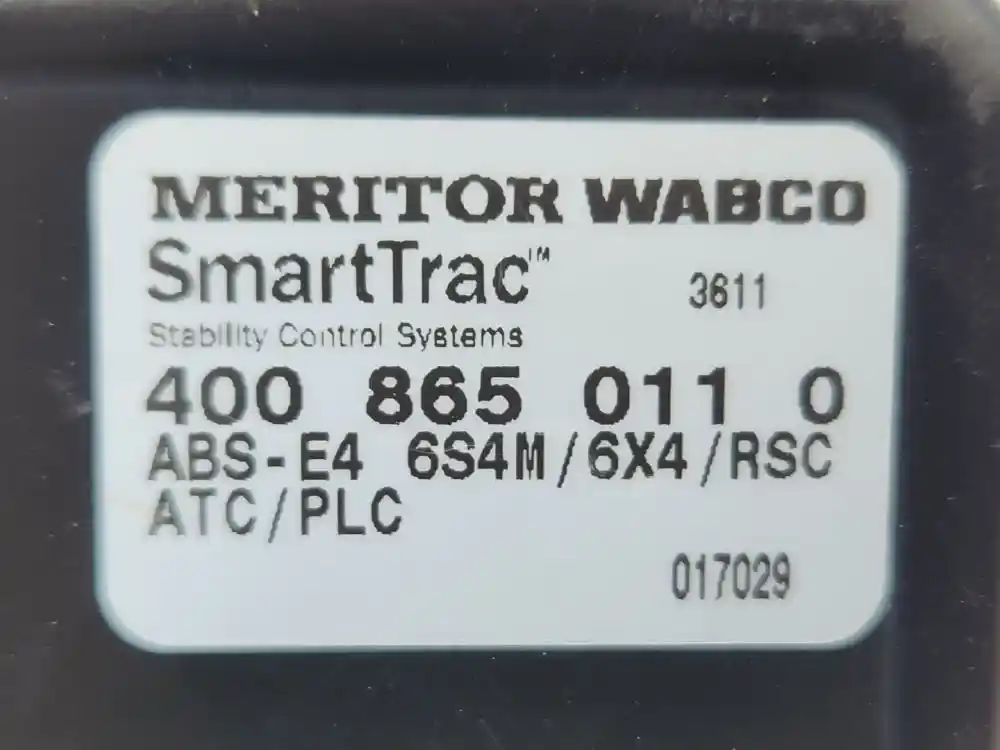 MERITOR WABCO
SmartTrac™
3611
Stability Control Systems
400 865 011 0
ABS-E4 6S4M/6X4/RSC
ATC/PLC
017029